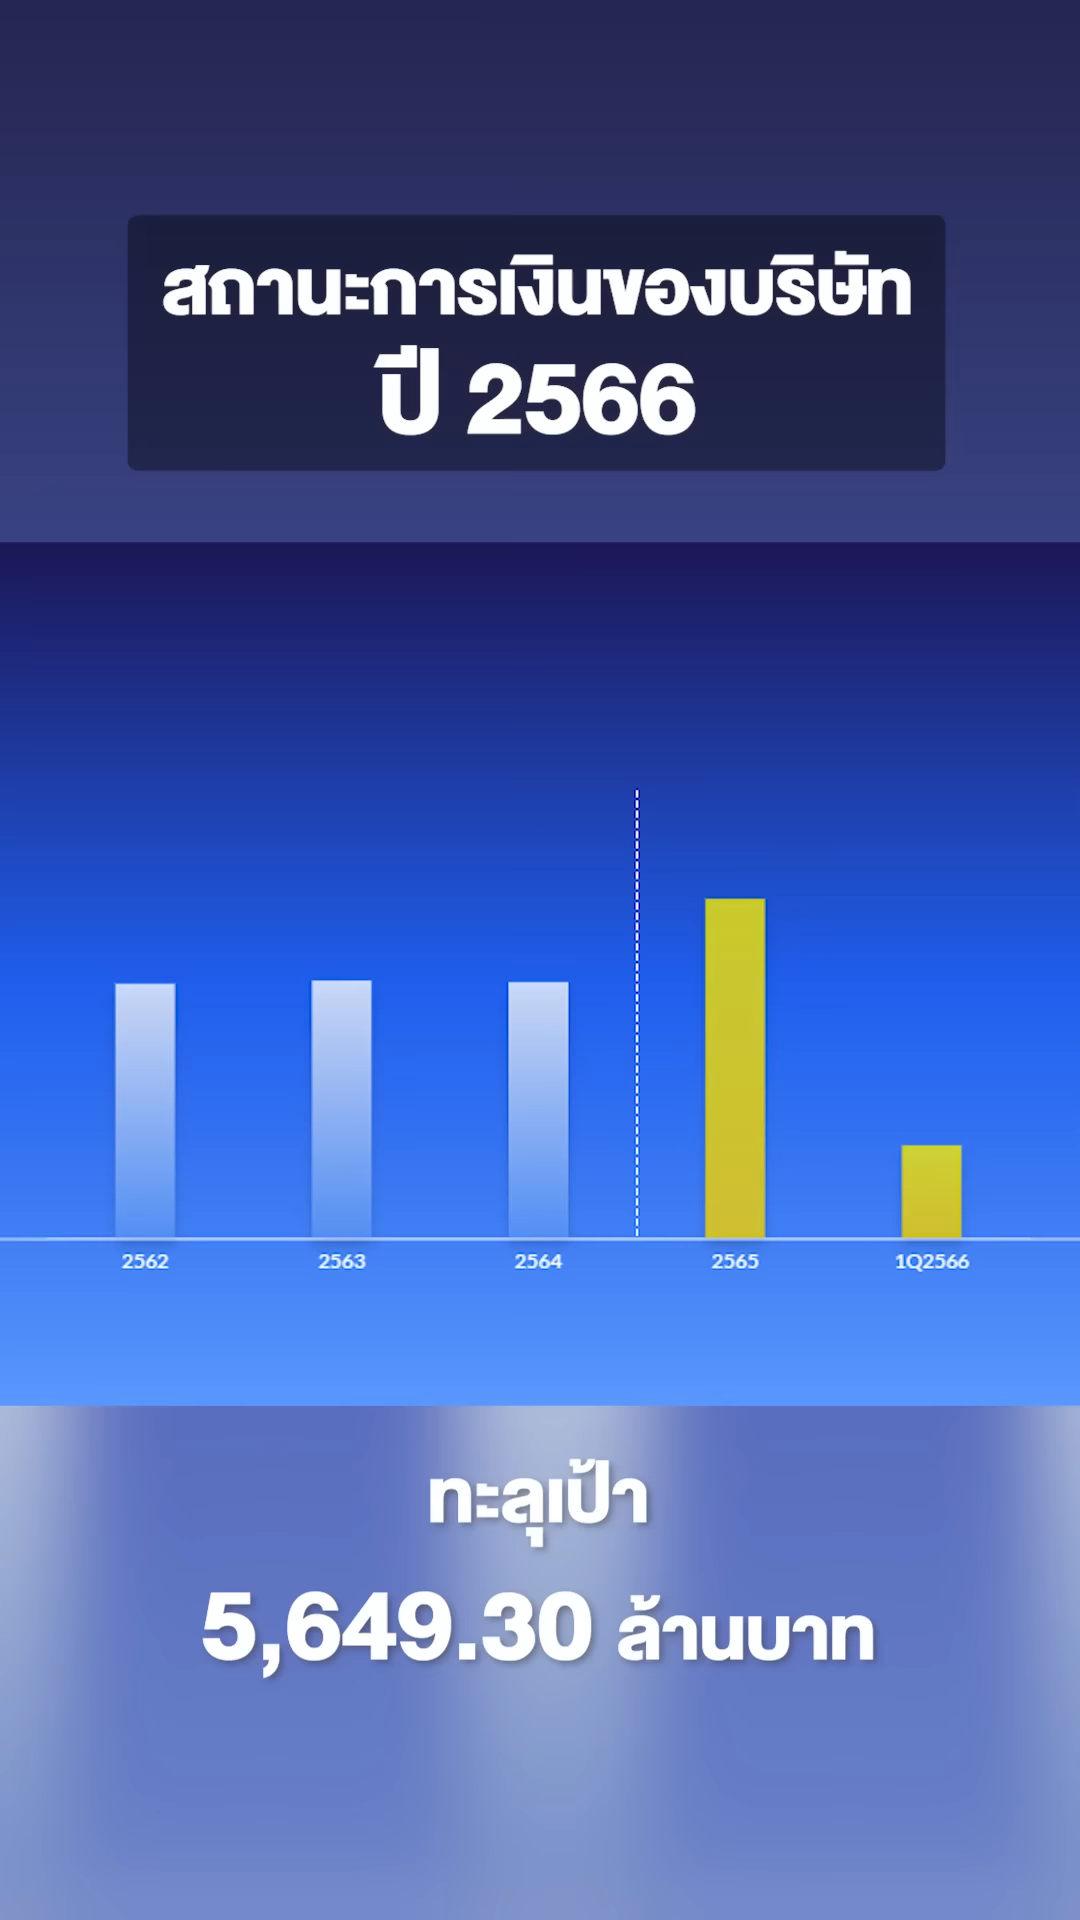 สถานะการเงินของบริษัท
ปี 2566
2562 2563 2564 2565 1Q2566
ทะลุเป้า
5,649.30 ล้านบาท